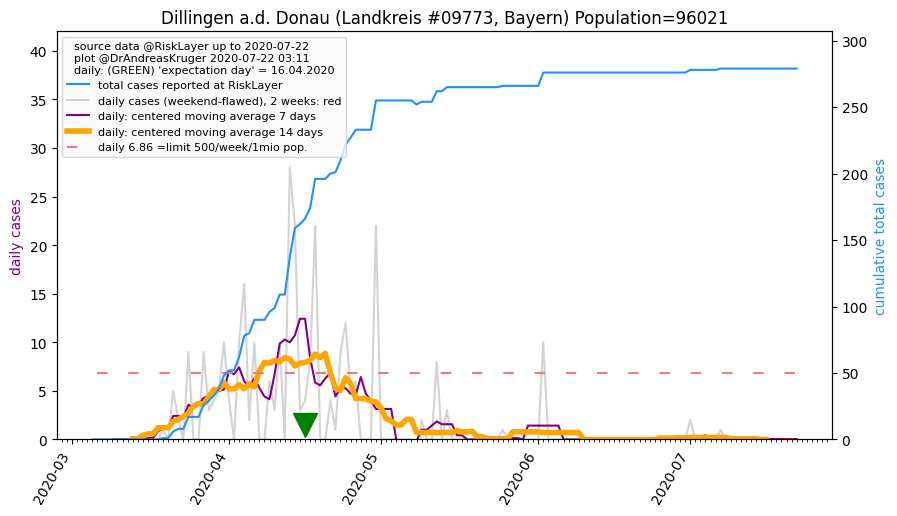 Dillingen a.d. Donau (Landkreis #09773, Bayern) Population=96021
source data @RiskLayer up to 2020-07-22
plot @DrAndreasKruger 2020-07-22 03:11
daily: (GREEN) 'expectation day' = 16.04.2020
total cases reported at RiskLayer
daily cases (weekend-flawed), 2 weeks: red
daily: centered moving average 7 days
daily: centered moving average 14 days
daily 6.86 =limit 500/week/1mio pop.
daily cases
40
35
30
25
20
15
10
5
0
cumulative total cases
300
250
200
150
100
50
0
2020-03
2020-04
2020-05
2020-06
2020-07